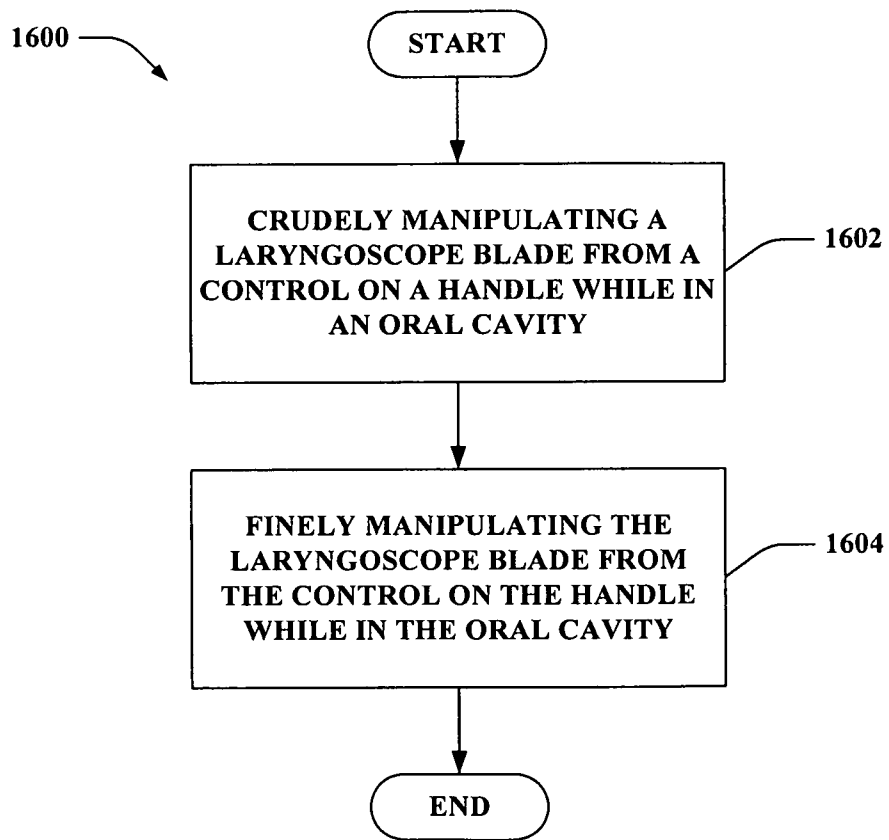 1600
START
CRUDELY MANIPULATING A
LARYNGOSCOPE BLADE FROM A
CONTROL ON A HANDLE WHILE IN
AN ORAL CAVITY
1602
FINELY MANIPULATING THE
LARYNGOSCOPE BLADE FROM
THE CONTROL ON THE HANDLE
WHILE IN THE ORAL CAVITY
1604
END